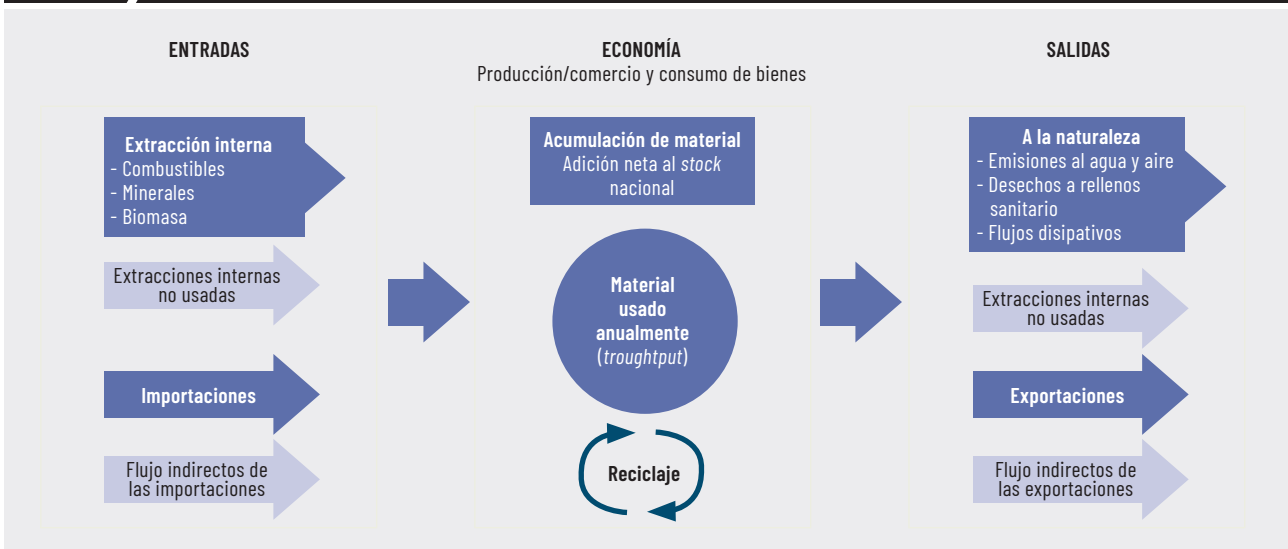 ENTRADAS
Extracción interna
- Combustibles
- Minerales
- Biomasa
Extracciones internas
no usadas
Importaciones
Flujo indirectos de
las importaciones
ECONOMÍA
Producción/comercio y consumo de bienes
Acumulación de material
Adición neta al stock
nacional
Material
usado
anualmente
(troughtput)
Reciclaje
SALIDAS
A la naturaleza
- Emisiones al agua y aire
- Desechos a rellenos
sanitario
- Flujos disipativos
Extracciones internas
no usadas
Exportaciones
Flujo indirectos de
las exportaciones